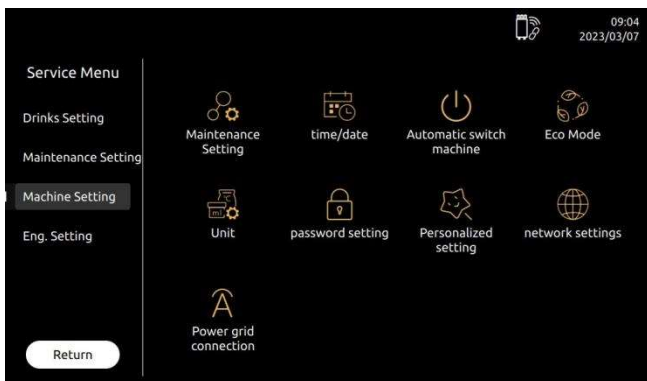 09:04
2023/03/07
Service Menu
Drinks Setting
Maintenance Setting
Machine Setting
Eng. Setting
Return
Maintenance
Setting
time/date
Automatic switch
machine
Eco Mode
ml
Unit
password setting
Personalized
setting
network settings
A
Power grid
connection